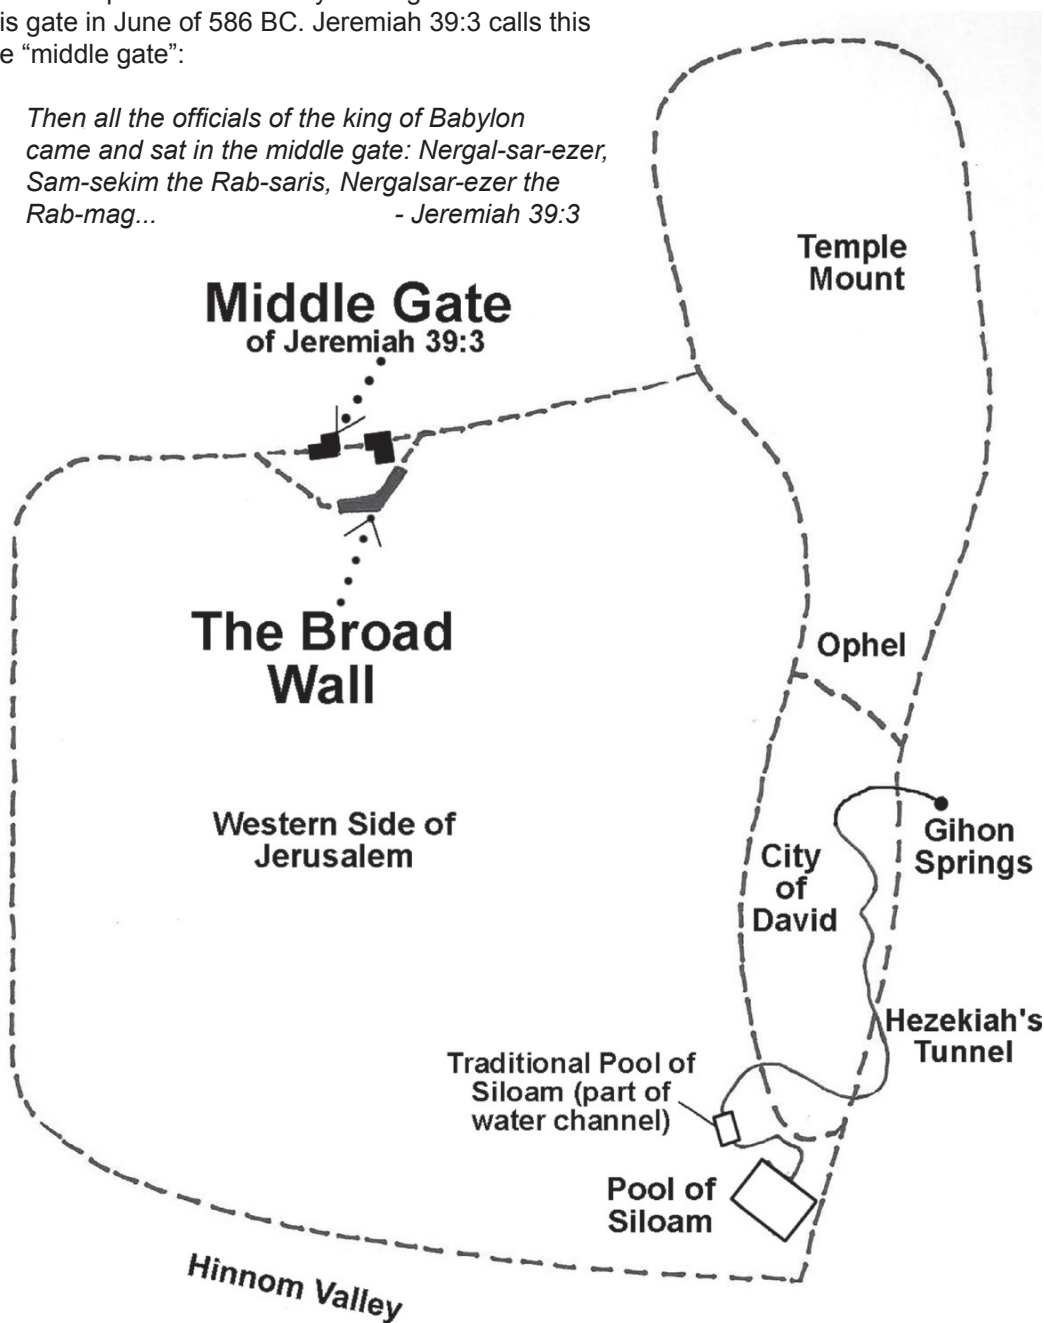 is gate in June of 586 BC. Jeremiah 39:3 calls this
e “middle gate”:
Then all the officials of the king of Babylon
came and sat in the middle gate: Nergal-sar-ezer,
Sam-sekim the Rab-saris, Nergalsar-ezer the
Rab-mag... - Jeremiah 39:3
Temple
Mount
Middle Gate
of Jeremiah 39:3
The Broad
Wall
Ophel
Western Side of
Jerusalem
Gihon
Springs
City
of
David
Hezekiah's
Tunnel
Traditional Pool of
Siloam (part of
water channel)
Pool of
Siloam
Hinnom Valley